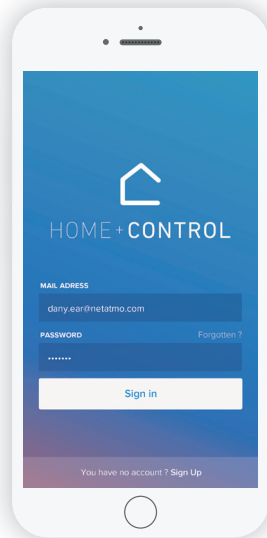 HOME + CONTROL
MAIL ADRESS
dany.ear@netatmo.com
PASSWORD Forgotten ?
•••••••
Sign in
You have no account ? Sign Up